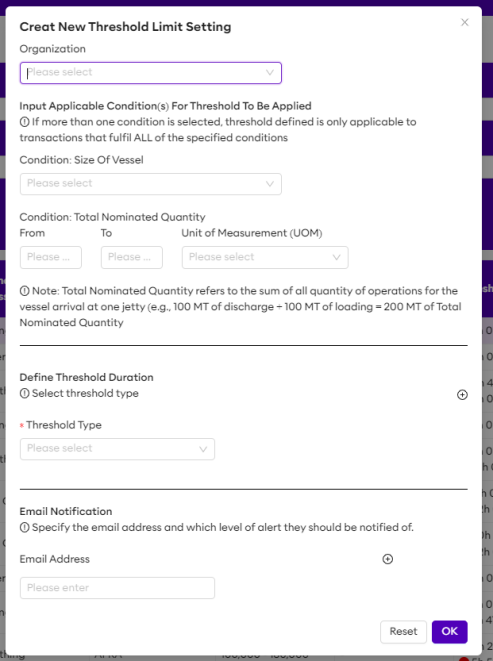 Creat New Threshold Limit Setting
Organization
Please select
Input Applicable Condition(s) For Threshold To Be Applied
If more than one condition is selected, threshold defined is only applicable to
transactions that fulfil ALL of the specified conditions
Condition: Size Of Vessel
Please select
Condition: Total Nominated Quantity
From To Unit of Measurement (UOM)
Please ... Please ... Please select
Note: Total Nominated Quantity refers to the sum of all quantity of operations for the
vessel arrival at one jetty (e.g., 100 MT of discharge + 100 MT of loading = 200 MT of Total
Nominated Quantity
Define Threshold Duration
Select threshold type
* Threshold Type
Please select
Email Notification
Specify the email address and which level of alert they should be notified of.
Email Address
Please enter
Reset OK